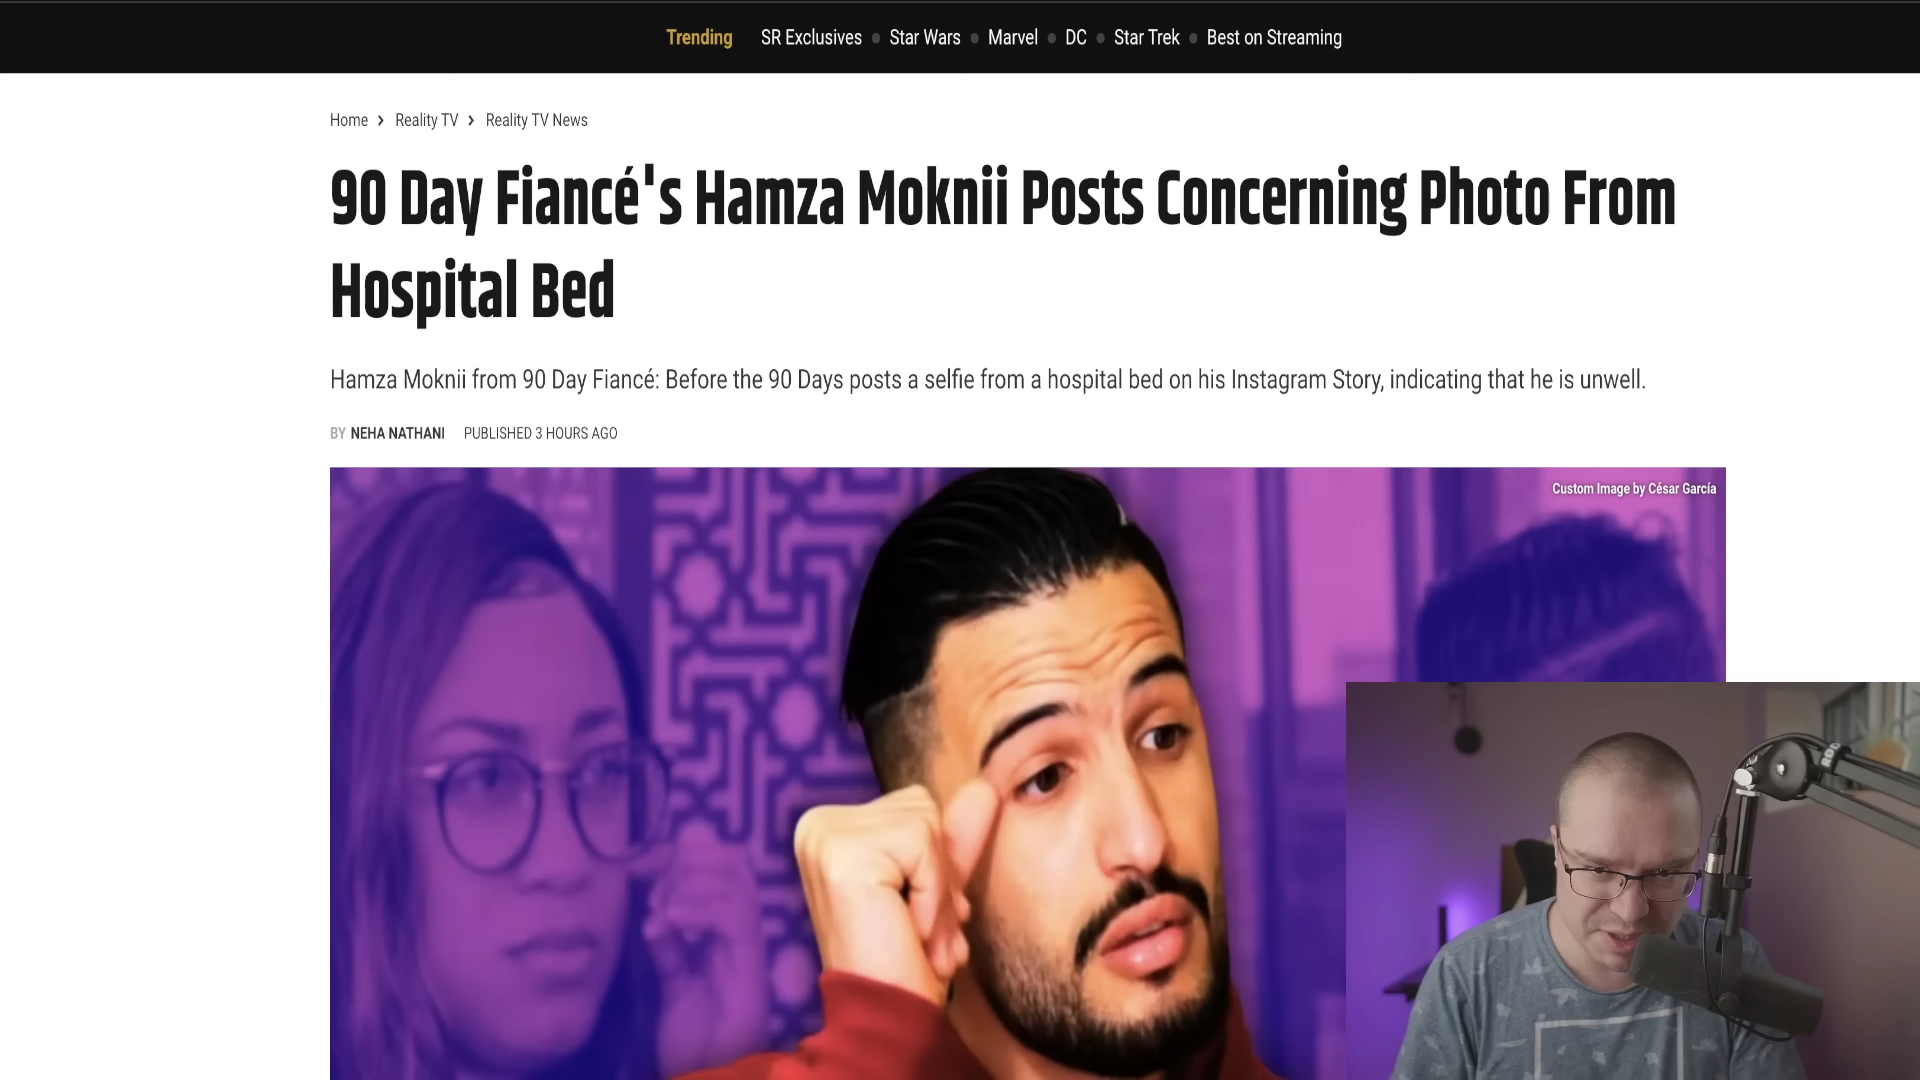 Trending SR Exclusives Star Wars Marvel DC Star Trek Best on Streaming
Home > Reality TV > Reality TV News
90 Day Fiancé's Hamza Moknii Posts Concerning Photo From
Hospital Bed
Hamza Moknii from 90 Day Fiancé: Before the 90 Days posts a selfie from a hospital bed on his Instagram Story, indicating that he is unwell.
BY NEHA NATHANI PUBLISHED 3 HOURS AGO
Custom Image by César García